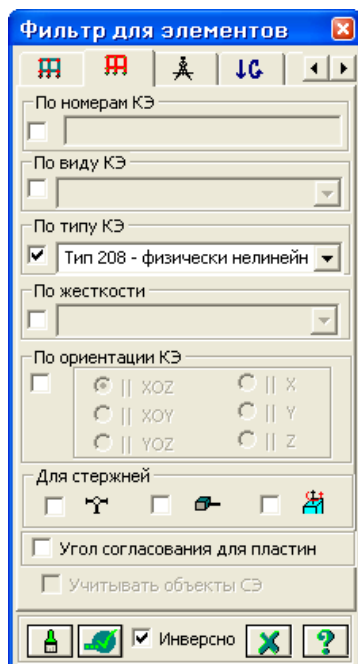 Фильтр для элементов
По номерам КЭ
По виду КЭ
По типу КЭ
Тип 208 - физически нелинейн
По жесткости
По ориентации КЭ
|| XOZ || X
|| XOY || Y
|| YOZ || Z
Для стержней
Угол согласования для пластин
Учитывать объекты СЭ
Инверсно